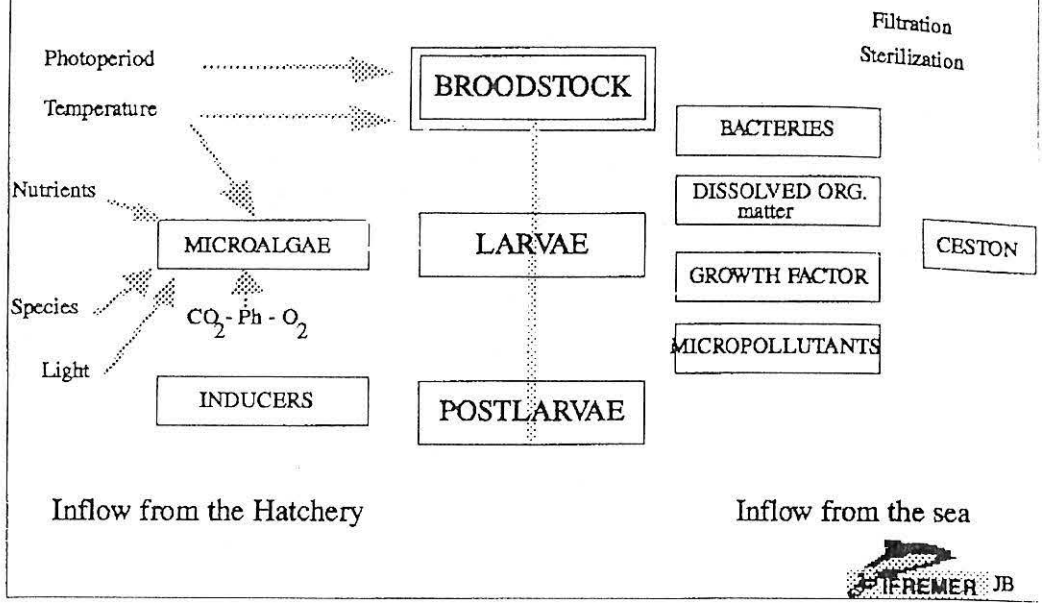 Filtration
Sterilization
Photoperiod
Temperature
BROODSTOCK
BACTERIES
DISSOLVED ORG.
matter
Nutrients
MICROALGAE
LARVAE
CESTON
GROWTH FACTOR
Species
CO2 - Ph - O2
MICROPOLLUTANTS
Light
INDUCERS
POSTLARVAE
Inflow from the Hatchery
Inflow from the sea
IFREMER JB